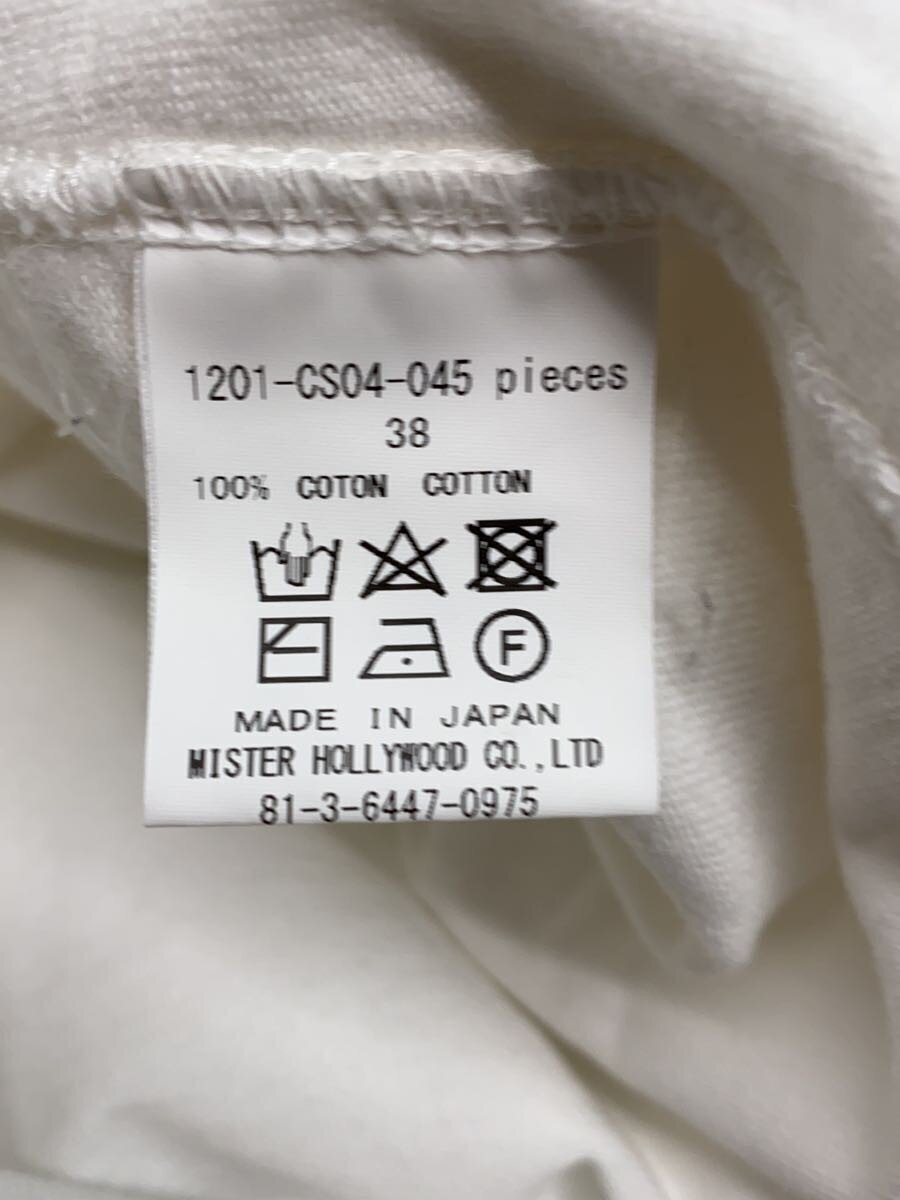 1201-CS04-045 pieces
38
100% COTON COTTON
F
MADE IN JAPAN
MISTER HOLLYWOOD CO.,LTD
81-3-6447-0975